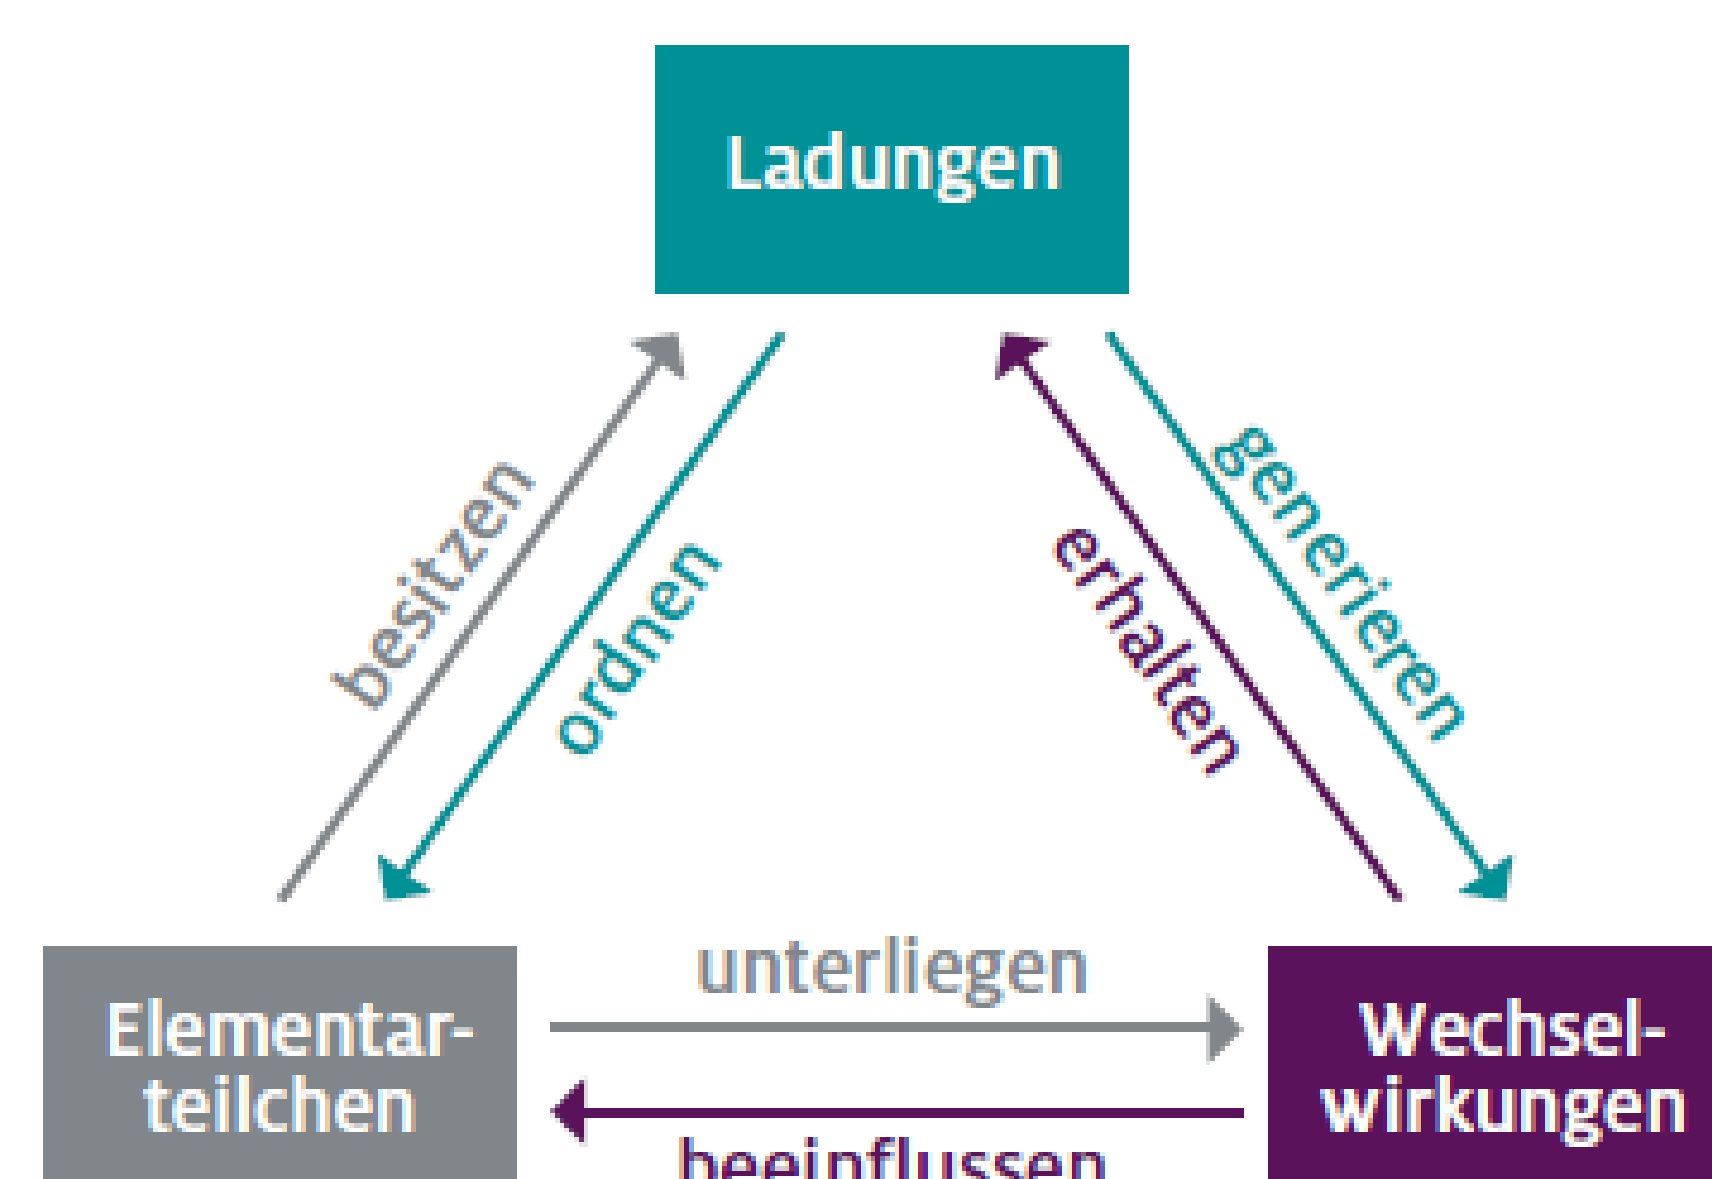 Ladungen
besitzen
ordnen
erhalten
generieren
unterliegen
Elementar-
teilchen
Wechsel-
wirkungen
beeinflussen